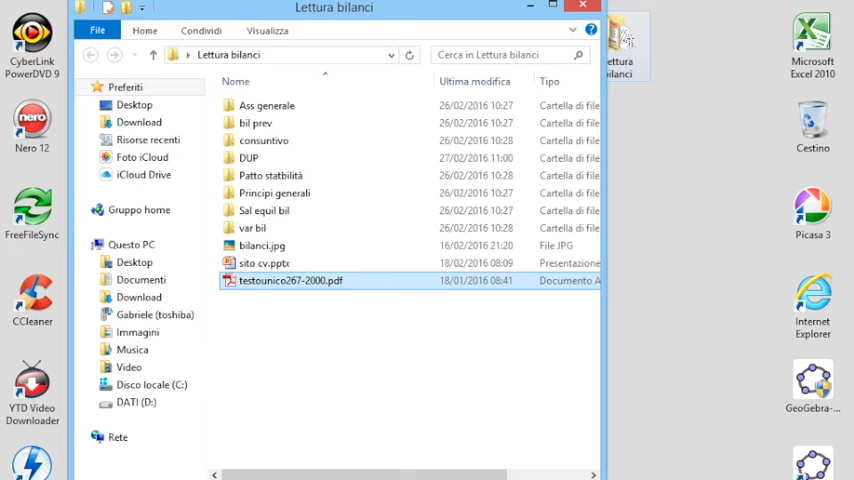 Lettura bilanci
File
Home
Condividi
Visualizza
Lettura bilanci
Cerca in Lettura bilanci
Preferiti
Desktop
Download
Risorse recenti
Foto iCloud
iCloud Drive
Gruppo home
Questo PC
Desktop
Documenti
Download
Gabriele (toshiba)
Immagini
Musica
Video
Disco locale (C:)
DATI (D:)
Rete
Nome
Ultima modifica
Tipo
Ass generale
26/02/2016 10:27
Cartella di file
bil prev
26/02/2016 10:27
Cartella di file
consuntivo
26/02/2016 10:28
Cartella di file
DUP
27/02/2016 11:00
Cartella di file
Patto statbilità
26/02/2016 10:28
Cartella di file
Principi generali
26/02/2016 10:27
Cartella di file
Sal equil bil
26/02/2016 10:27
Cartella di file
var bil
26/02/2016 10:28
Cartella di file
bilanci.jpg
16/02/2016 21:20
File JPG
sito cv.pptx
18/02/2016 08:09
Presentazione
testounico267-2000.pdf
18/01/2016 08:41
Documento A
CyberLink
PowerDVD 9
nero
Nero 12
FreeFileSync
CCleaner
YTD Video
Downloader
bilanci
Microsoft
Excel 2010
Cestino
Picasa 3
Internet
Explorer
GeoGebra-...